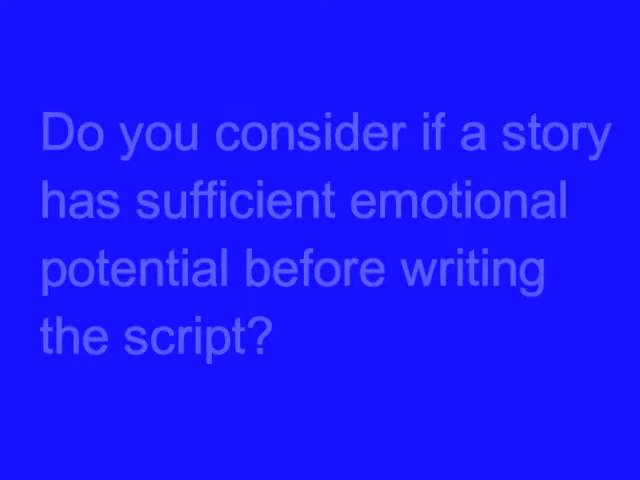 Do you consider if a story
has sufficient emotional
potential before writing
the script?